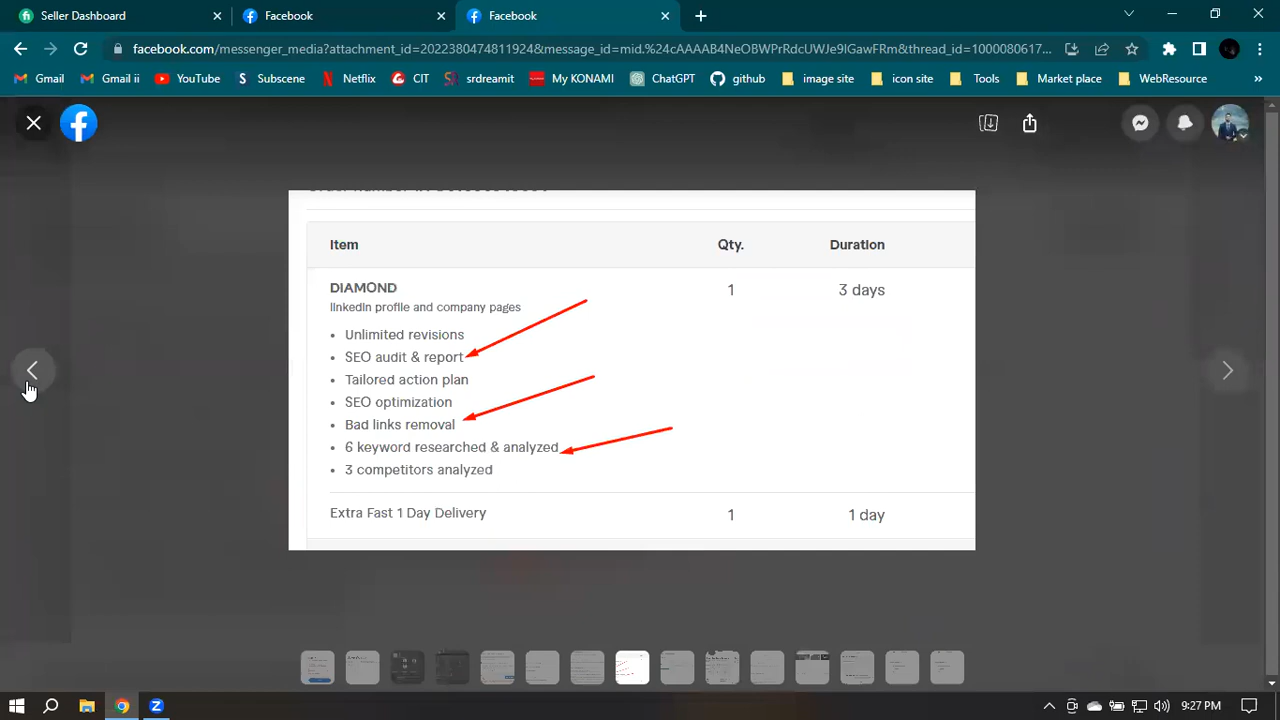 Seller Dashboard
Facebook
Facebook
facebook.com/messenger_media?attachment_id=2022380474811924&message_id=mid.%24cAAAAB4NeOBWPrRdcUWJe9lGawFRm&thread_id=1000080617...
Gmail
Gmail ii
YouTube
Subscene
Netflix
CIT
srdreamit
My KONAMI
ChatGPT
github
image site
icon site
Tools
Market place
WebResource
»
Item Qty. Duration
DIAMOND 1 3 days
linkedIn profile and company pages
• Unlimited revisions
• SEO audit & report
• Tailored action plan
• SEO optimization
• Bad links removal
• 6 keyword researched & analyzed
• 3 competitors analyzed
Extra Fast 1 Day Delivery 1 1 day
9:27 PM